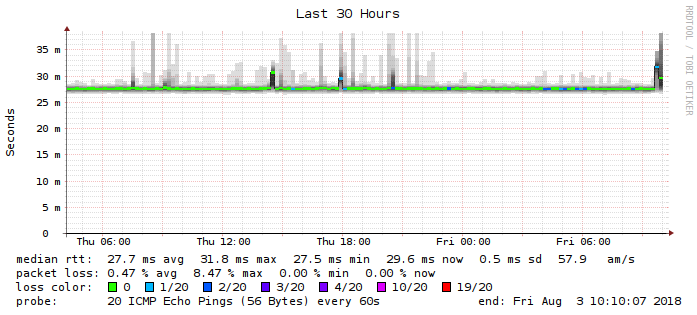 Last 30 Hours
RRDTOOL / TOBI OETIKER
Seconds
35 m
30 m
25 m
20 m
15 m
10 m
5 m
0
Thu 06:00 Thu 12:00 Thu 18:00 Fri 00:00 Fri 06:00
median rtt: 27.7 ms avg 31.8 ms max 27.5 ms min 29.6 ms now 0.5 ms sd 57.9 am/s
packet loss: 0.47 % avg 8.47 % max 0.00 % min 0.00 % now
loss color: 0 1/20 2/20 3/20 4/20 10/20 19/20
probe: 20 ICMP Echo Pings (56 Bytes) every 60s end: Fri Aug 3 10:10:07 2018